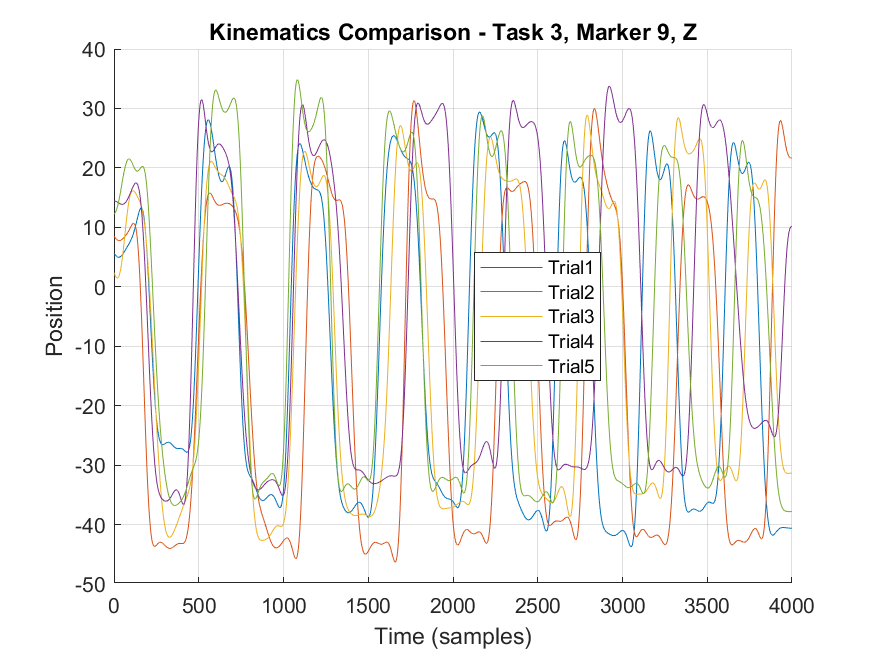 Kinematics Comparison - Task 3, Marker 9, Z
40
30
20
10
0
-10
-20
-30
-40
-50
Position
Trial1
Trial2
Trial3
Trial4
Trial5
0 500 1000 1500 2000 2500 3000 3500 4000
Time (samples)